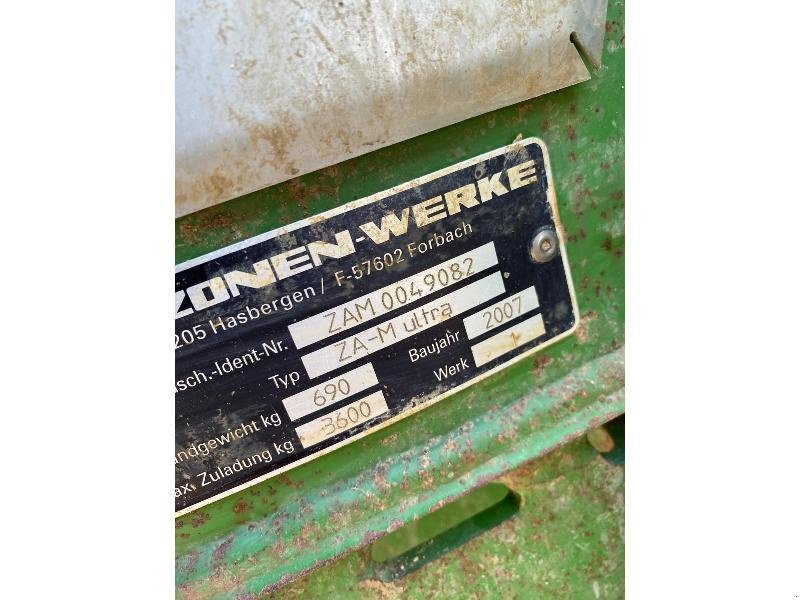 ZONEN-WERKE
205 Hasbergen / F-57602 Forbach
sch.-Ident-Nr. ZAM 0049082
Typ ZA-M ultra
ndgewicht kg 690 Baujahr 2007
ax. Zuladung kg 3600 Werk